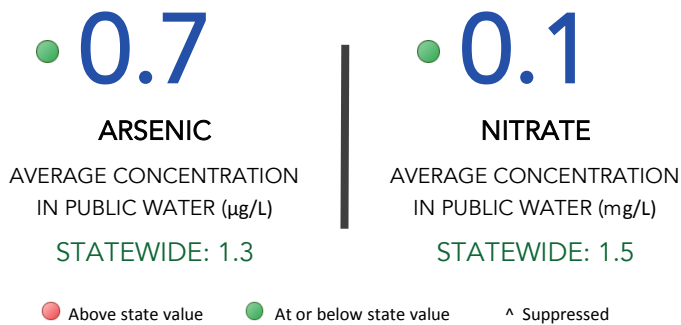 0.7
ARSENIC
AVERAGE CONCENTRATION
IN PUBLIC WATER (µg/L)
STATEWIDE: 1.3
0.1
NITRATE
AVERAGE CONCENTRATION
IN PUBLIC WATER (mg/L)
STATEWIDE: 1.5
Above state value At or below state value ^ Suppressed